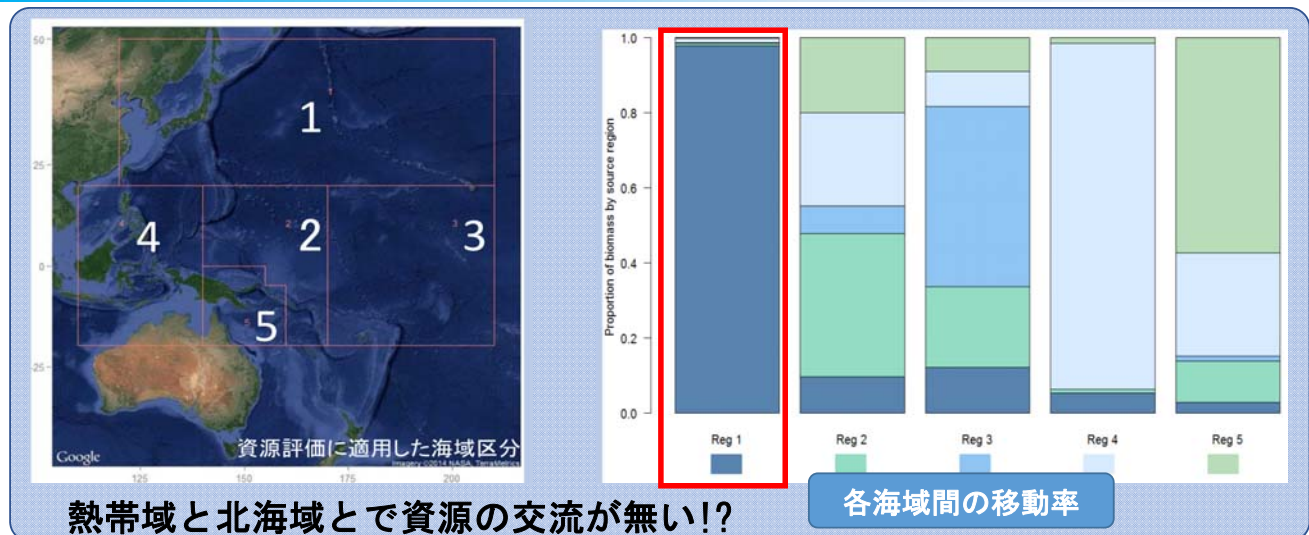 50
25
0
-25
125
150
175
200
1
2
3
4
5
資源評価に適用した海域区分
Google
Imagery ©2014 NASA, TerraMetrics
熱帯域と北海域とで資源の交流が無い!?
Proportion of biomass by source region
1.0
0.8
0.6
0.4
0.2
0.0
Reg 1
Reg 2
Reg 3
Reg 4
Reg 5
各海域間の移動率